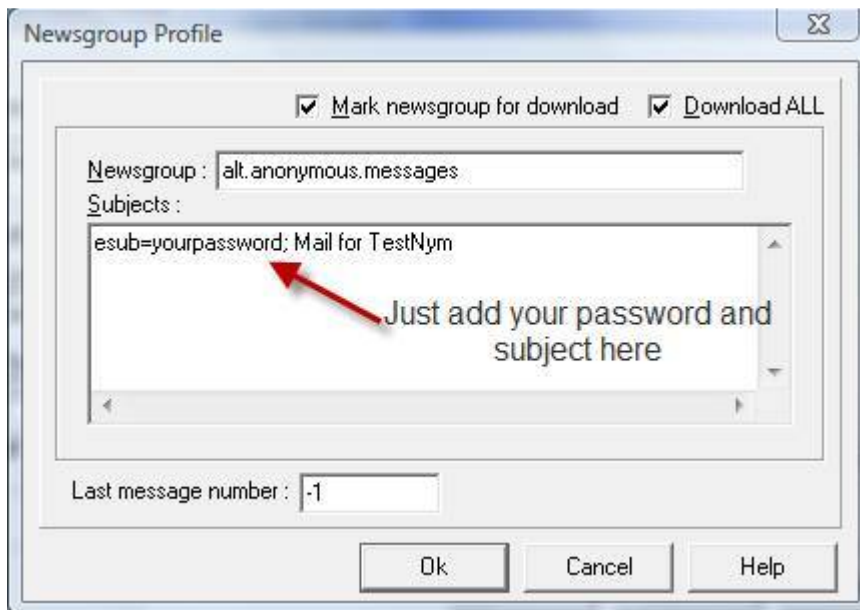 Newsgroup Profile
Mark newsgroup for download Download ALL
Newsgroup : alt.anonymous.messages
Subjects :
esub=yourpassword; Mail for TestNym
Just add your password and
subject here
Last message number : -1
Ok Cancel Help